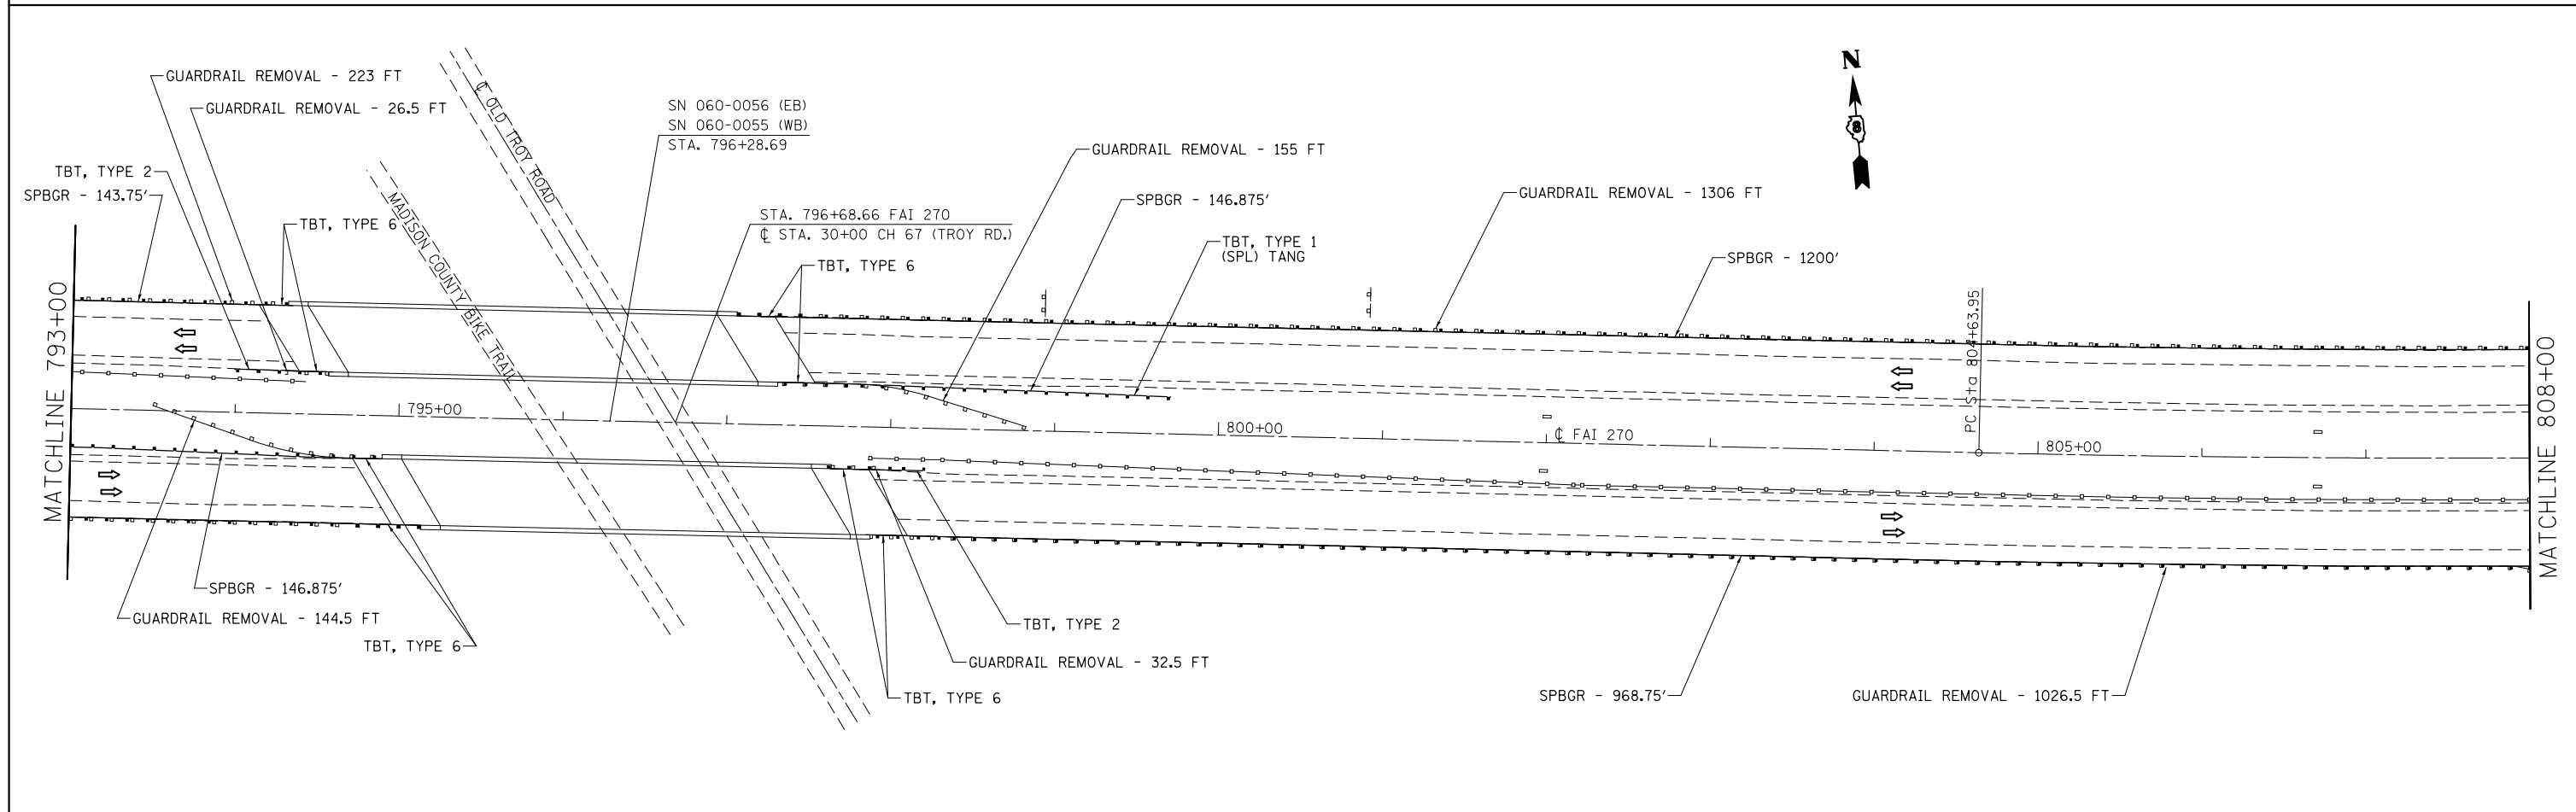 N
8
GUARDRAIL REMOVAL - 223 FT
GUARDRAIL REMOVAL - 26.5 FT
TBT, TYPE 2
SPBGR - 143.75'
TBT, TYPE 6
℄ OLD TROY ROAD
MADISON COUNTY BIKE TRAIL
SN 060-0056 (EB)
SN 060-0055 (WB)
STA. 796+28.69
STA. 796+68.66 FAI 270
℄ STA. 30+00 CH 67 (TROY RD.)
TBT, TYPE 6
GUARDRAIL REMOVAL - 155 FT
SPBGR - 146.875'
TBT, TYPE 1
(SPL) TANG
GUARDRAIL REMOVAL - 1306 FT
SPBGR - 1200'
PC Sta 804+63.95
MATCHLINE 793+00
MATCHLINE 808+00
795+00
800+00
℄ FAI 270
805+00
SPBGR - 146.875'
GUARDRAIL REMOVAL - 144.5 FT
TBT, TYPE 6
TBT, TYPE 2
GUARDRAIL REMOVAL - 32.5 FT
TBT, TYPE 6
SPBGR - 968.75'
GUARDRAIL REMOVAL - 1026.5 FT